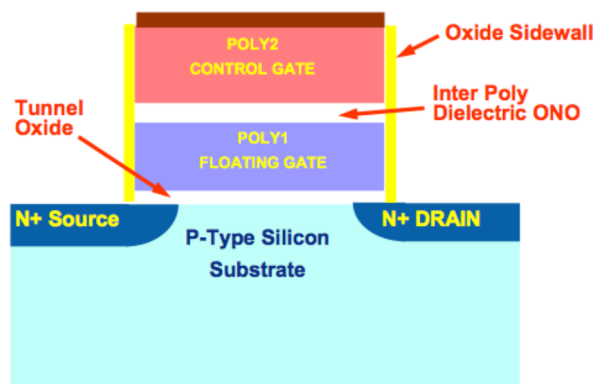 POLY2
CONTROL GATE
Oxide Sidewall
Inter Poly
Dielectric ONO
Tunnel
Oxide
POLY1
FLOATING GATE
N+ Source
N+ DRAIN
P-Type Silicon
Substrate